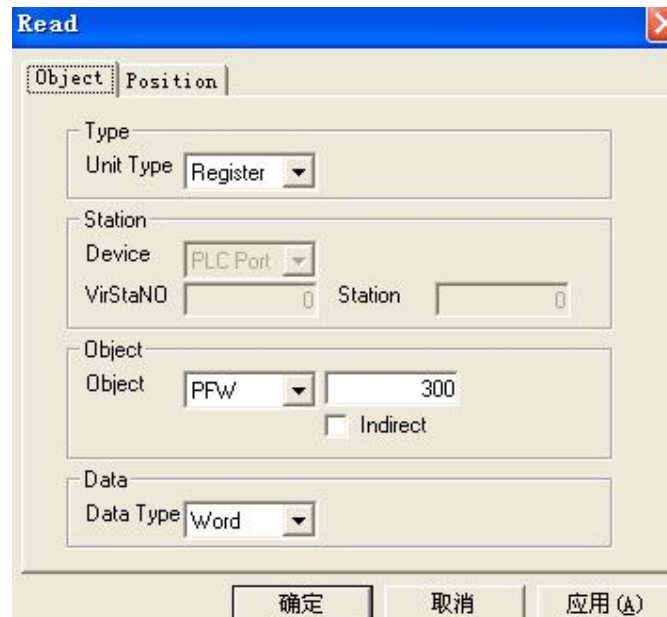 Read
Object Position
Type
Unit Type Register
Station
Device PLC Port
VirStaNO 0 Station 0
Object
Object PFW 300
Indirect
Data
Data Type Word
确定 取消 应用(A)